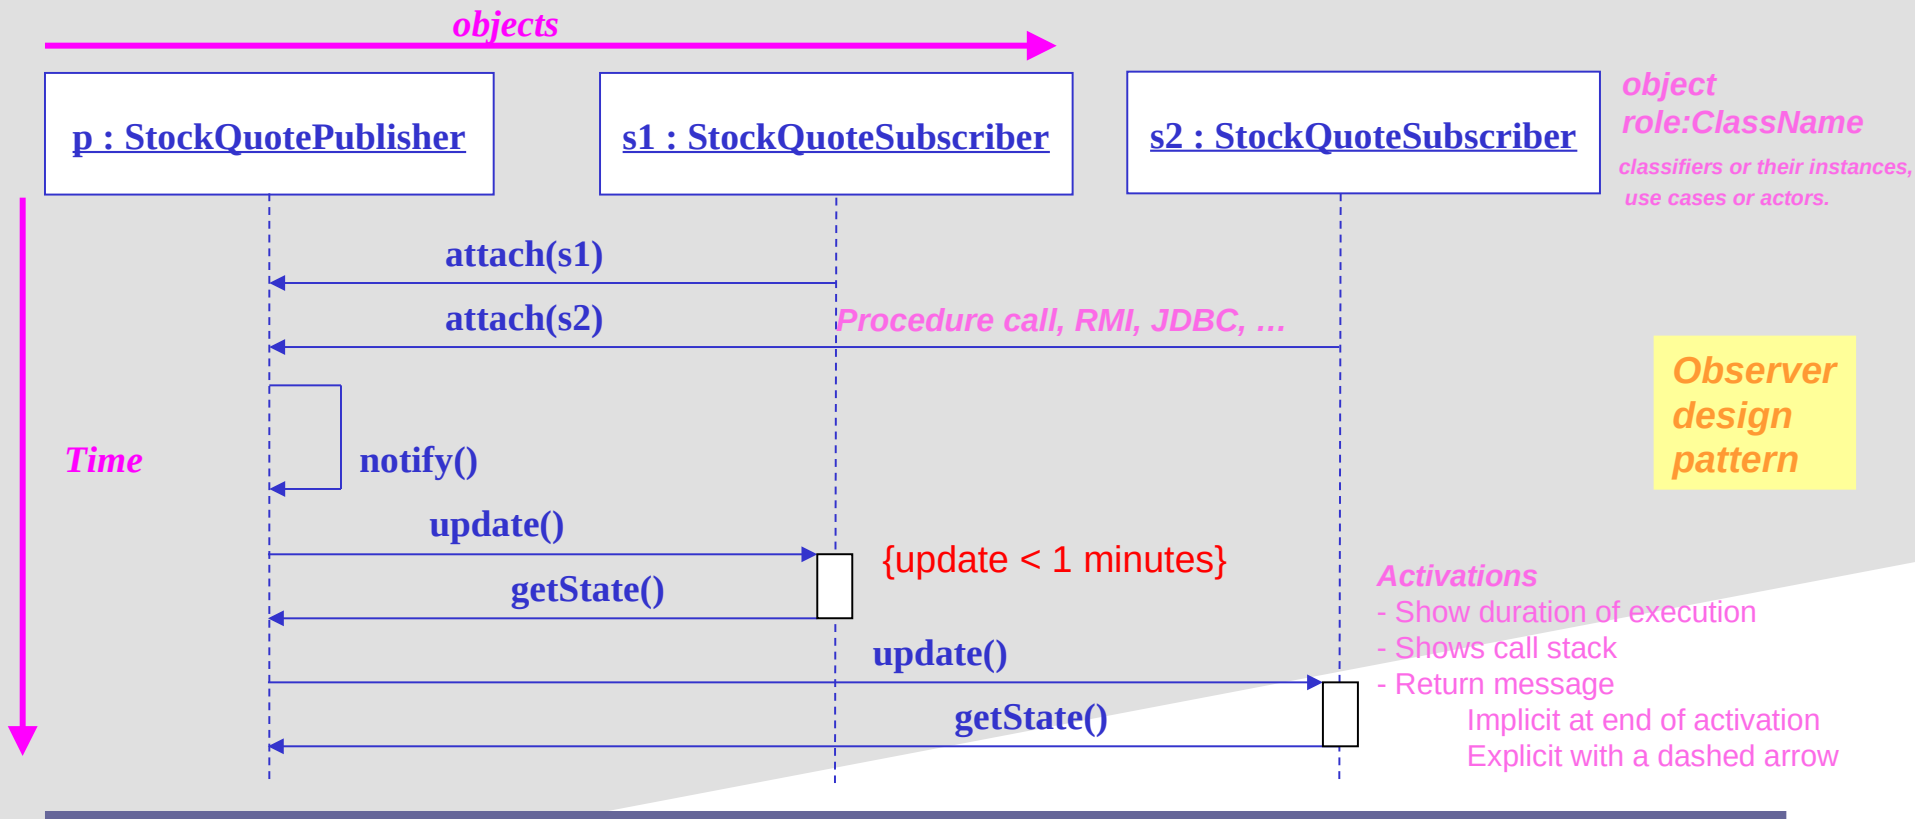 objects
p : StockQuotePublisher
s1 : StockQuoteSubscriber
s2 : StockQuoteSubscriber
object
role:ClassName
classifiers or their instances,
use cases or actors.
attach(s1)
attach(s2)
Procedure call, RMI, JDBC, …
Observer
design
pattern
Time
notify()
update()
{update < 1 minutes}
getState()
update()
getState()
Activations
- Show duration of execution
- Shows call stack
- Return message
Implicit at end of activation
Explicit with a dashed arrow